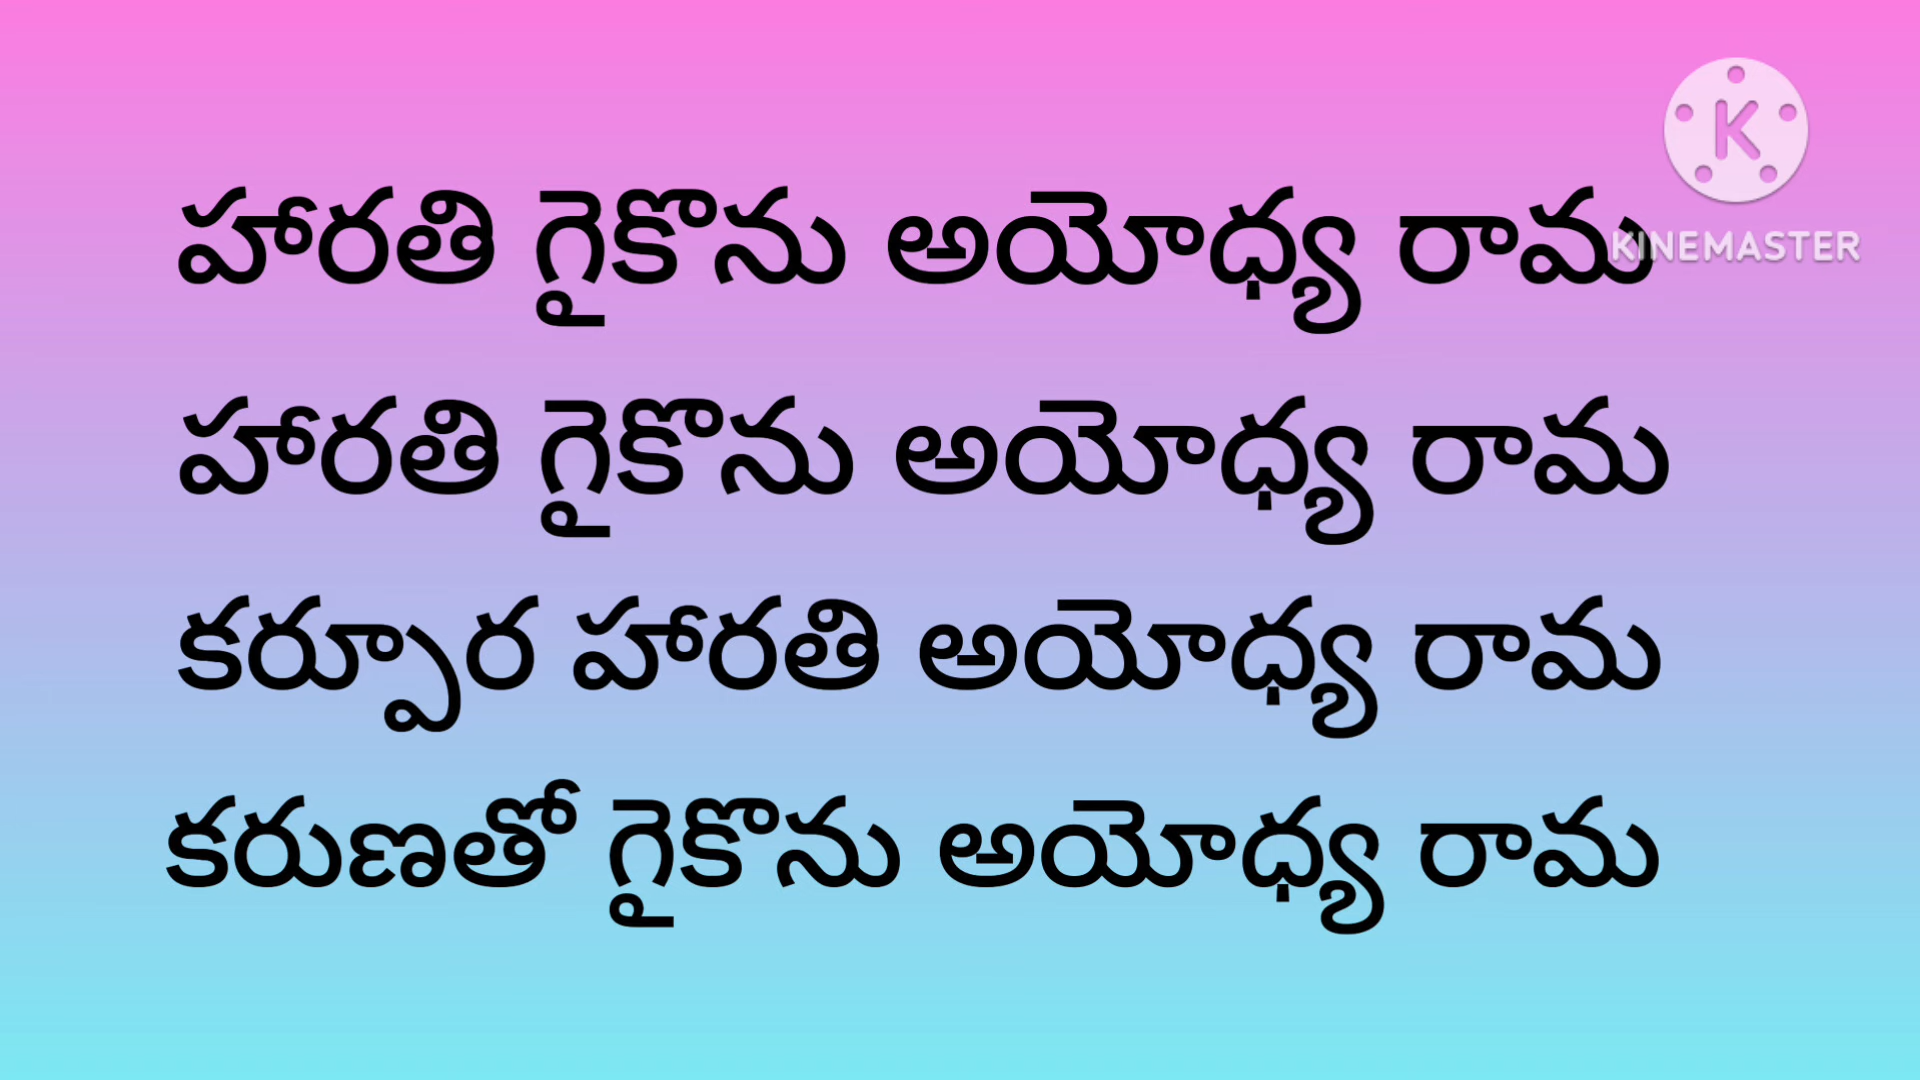 హారతి గైకొను అయోధ్య రామ
KINEMASTER
హారతి గైకొను అయోధ్య రామ
కర్పూర హారతి అయోధ్య రామ
కరుణతో గైకొను అయోధ్య రామ